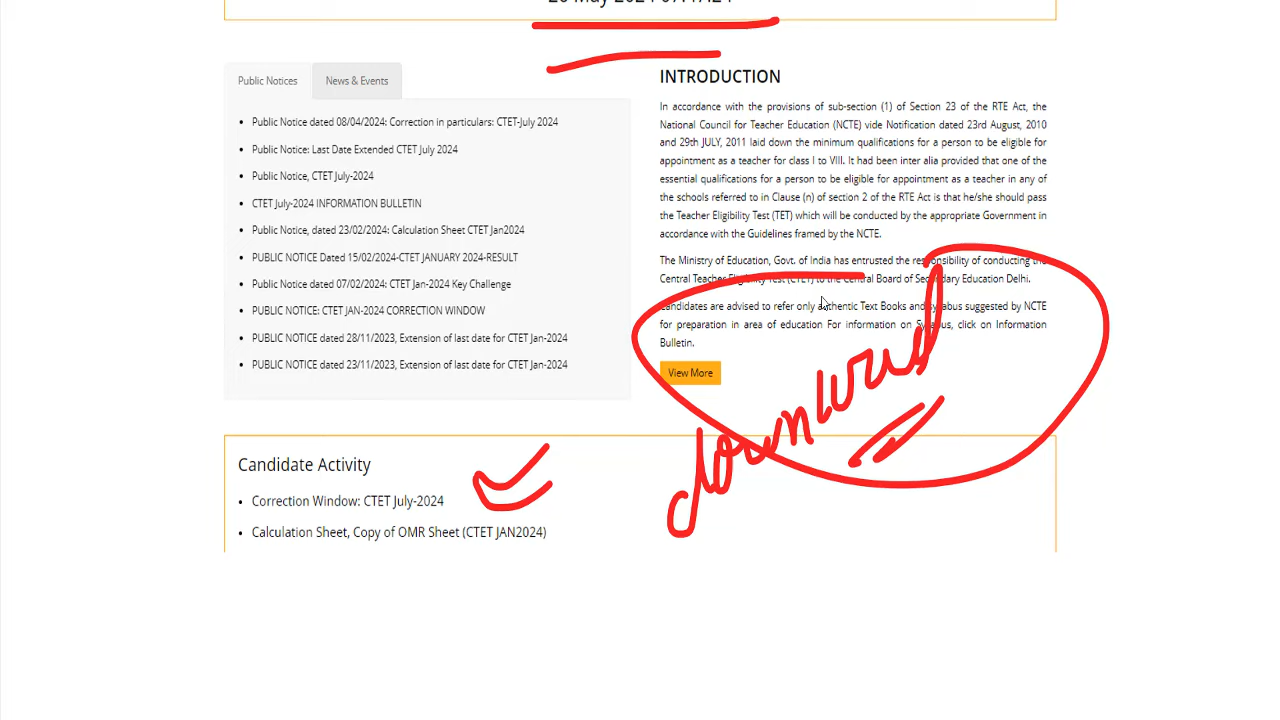 Public Notices
News & Events
Public Notice dated 08/04/2024: Correction in particulars: CTET-July 2024
Public Notice: Last Date Extended CTET July 2024
Public Notice, CTET July-2024
CTET July-2024 INFORMATION BULLETIN
Public Notice, dated 23/02/2024: Calculation Sheet CTET Jan2024
PUBLIC NOTICE Dated 15/02/2024-CTET JANUARY 2024-RESULT
Public Notice dated 07/02/2024: CTET Jan-2024 Key Challenge
PUBLIC NOTICE: CTET JAN-2024 CORRECTION WINDOW
PUBLIC NOTICE dated 28/11/2023, Extension of last date for CTET Jan-2024
PUBLIC NOTICE dated 23/11/2023, Extension of last date for CTET Jan-2024
INTRODUCTION
In accordance with the provisions of sub-section (1) of Section 23 of the RTE Act, the
National Council for Teacher Education (NCTE) vide Notification dated 23rd August, 2010
and 29th JULY, 2011 laid down the minimum qualifications for a person to be eligible for
appointment as a teacher for class I to VIII. It had been inter alia provided that one of the
essential qualifications for a person to be eligible for appointment as a teacher in any of
the schools referred to in Clause (n) of section 2 of the RTE Act is that he/she should pass
the Teacher Eligibility Test (TET) which will be conducted by the appropriate Government in
accordance with the Guidelines framed by the NCTE.
The Ministry of Education, Govt. of India has entrusted the responsibility of conducting the
Central Teacher Eligibility Test (CTET) to the Central Board of Secondary Education Delhi.
Candidates are advised to refer only authentic Text Books and syllabus suggested by NCTE
for preparation in area of education For information on Syllabus, click on Information
Bulletin.
View More
Candidate Activity
Correction Window: CTET July-2024
Calculation Sheet, Copy of OMR Sheet (CTET JAN2024)